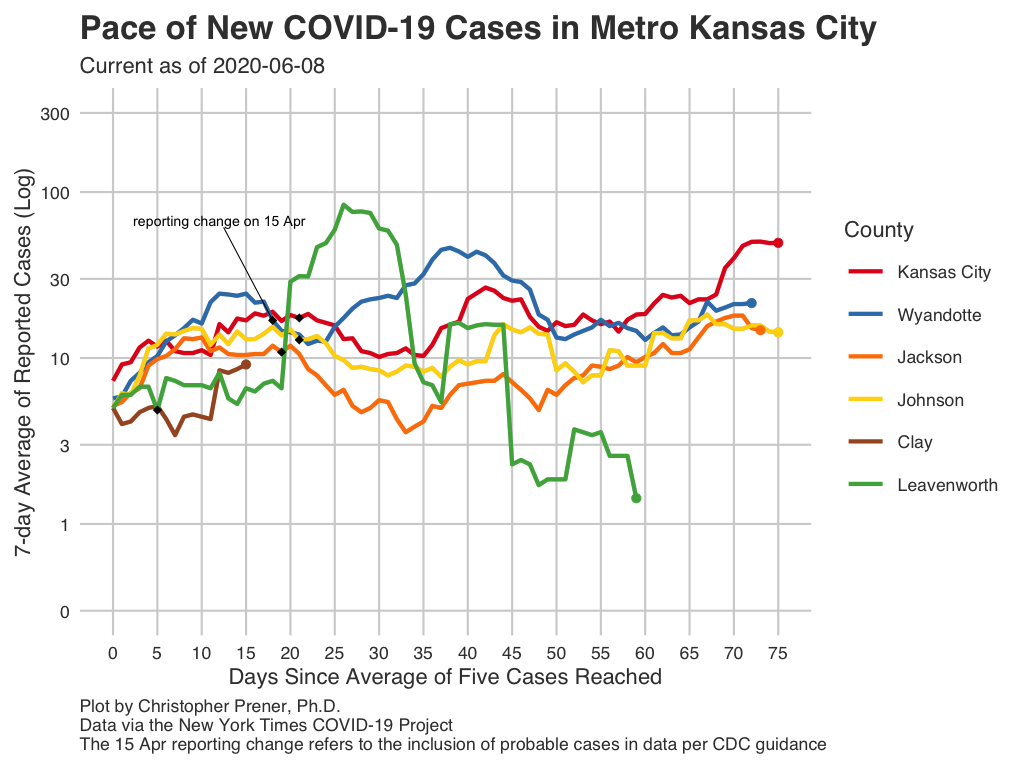 Pace of New COVID-19 Cases in Metro Kansas City
Current as of 2020-06-08
7-day Average of Reported Cases (Log)
300
100
30
10
3
1
0
reporting change on 15 Apr
0 5 10 15 20 25 30 35 40 45 50 55 60 65 70 75
Days Since Average of Five Cases Reached
County
Kansas City
Wyandotte
Jackson
Johnson
Clay
Leavenworth
Plot by Christopher Prener, Ph.D.
Data via the New York Times COVID-19 Project
The 15 Apr reporting change refers to the inclusion of probable cases in data per CDC guidance